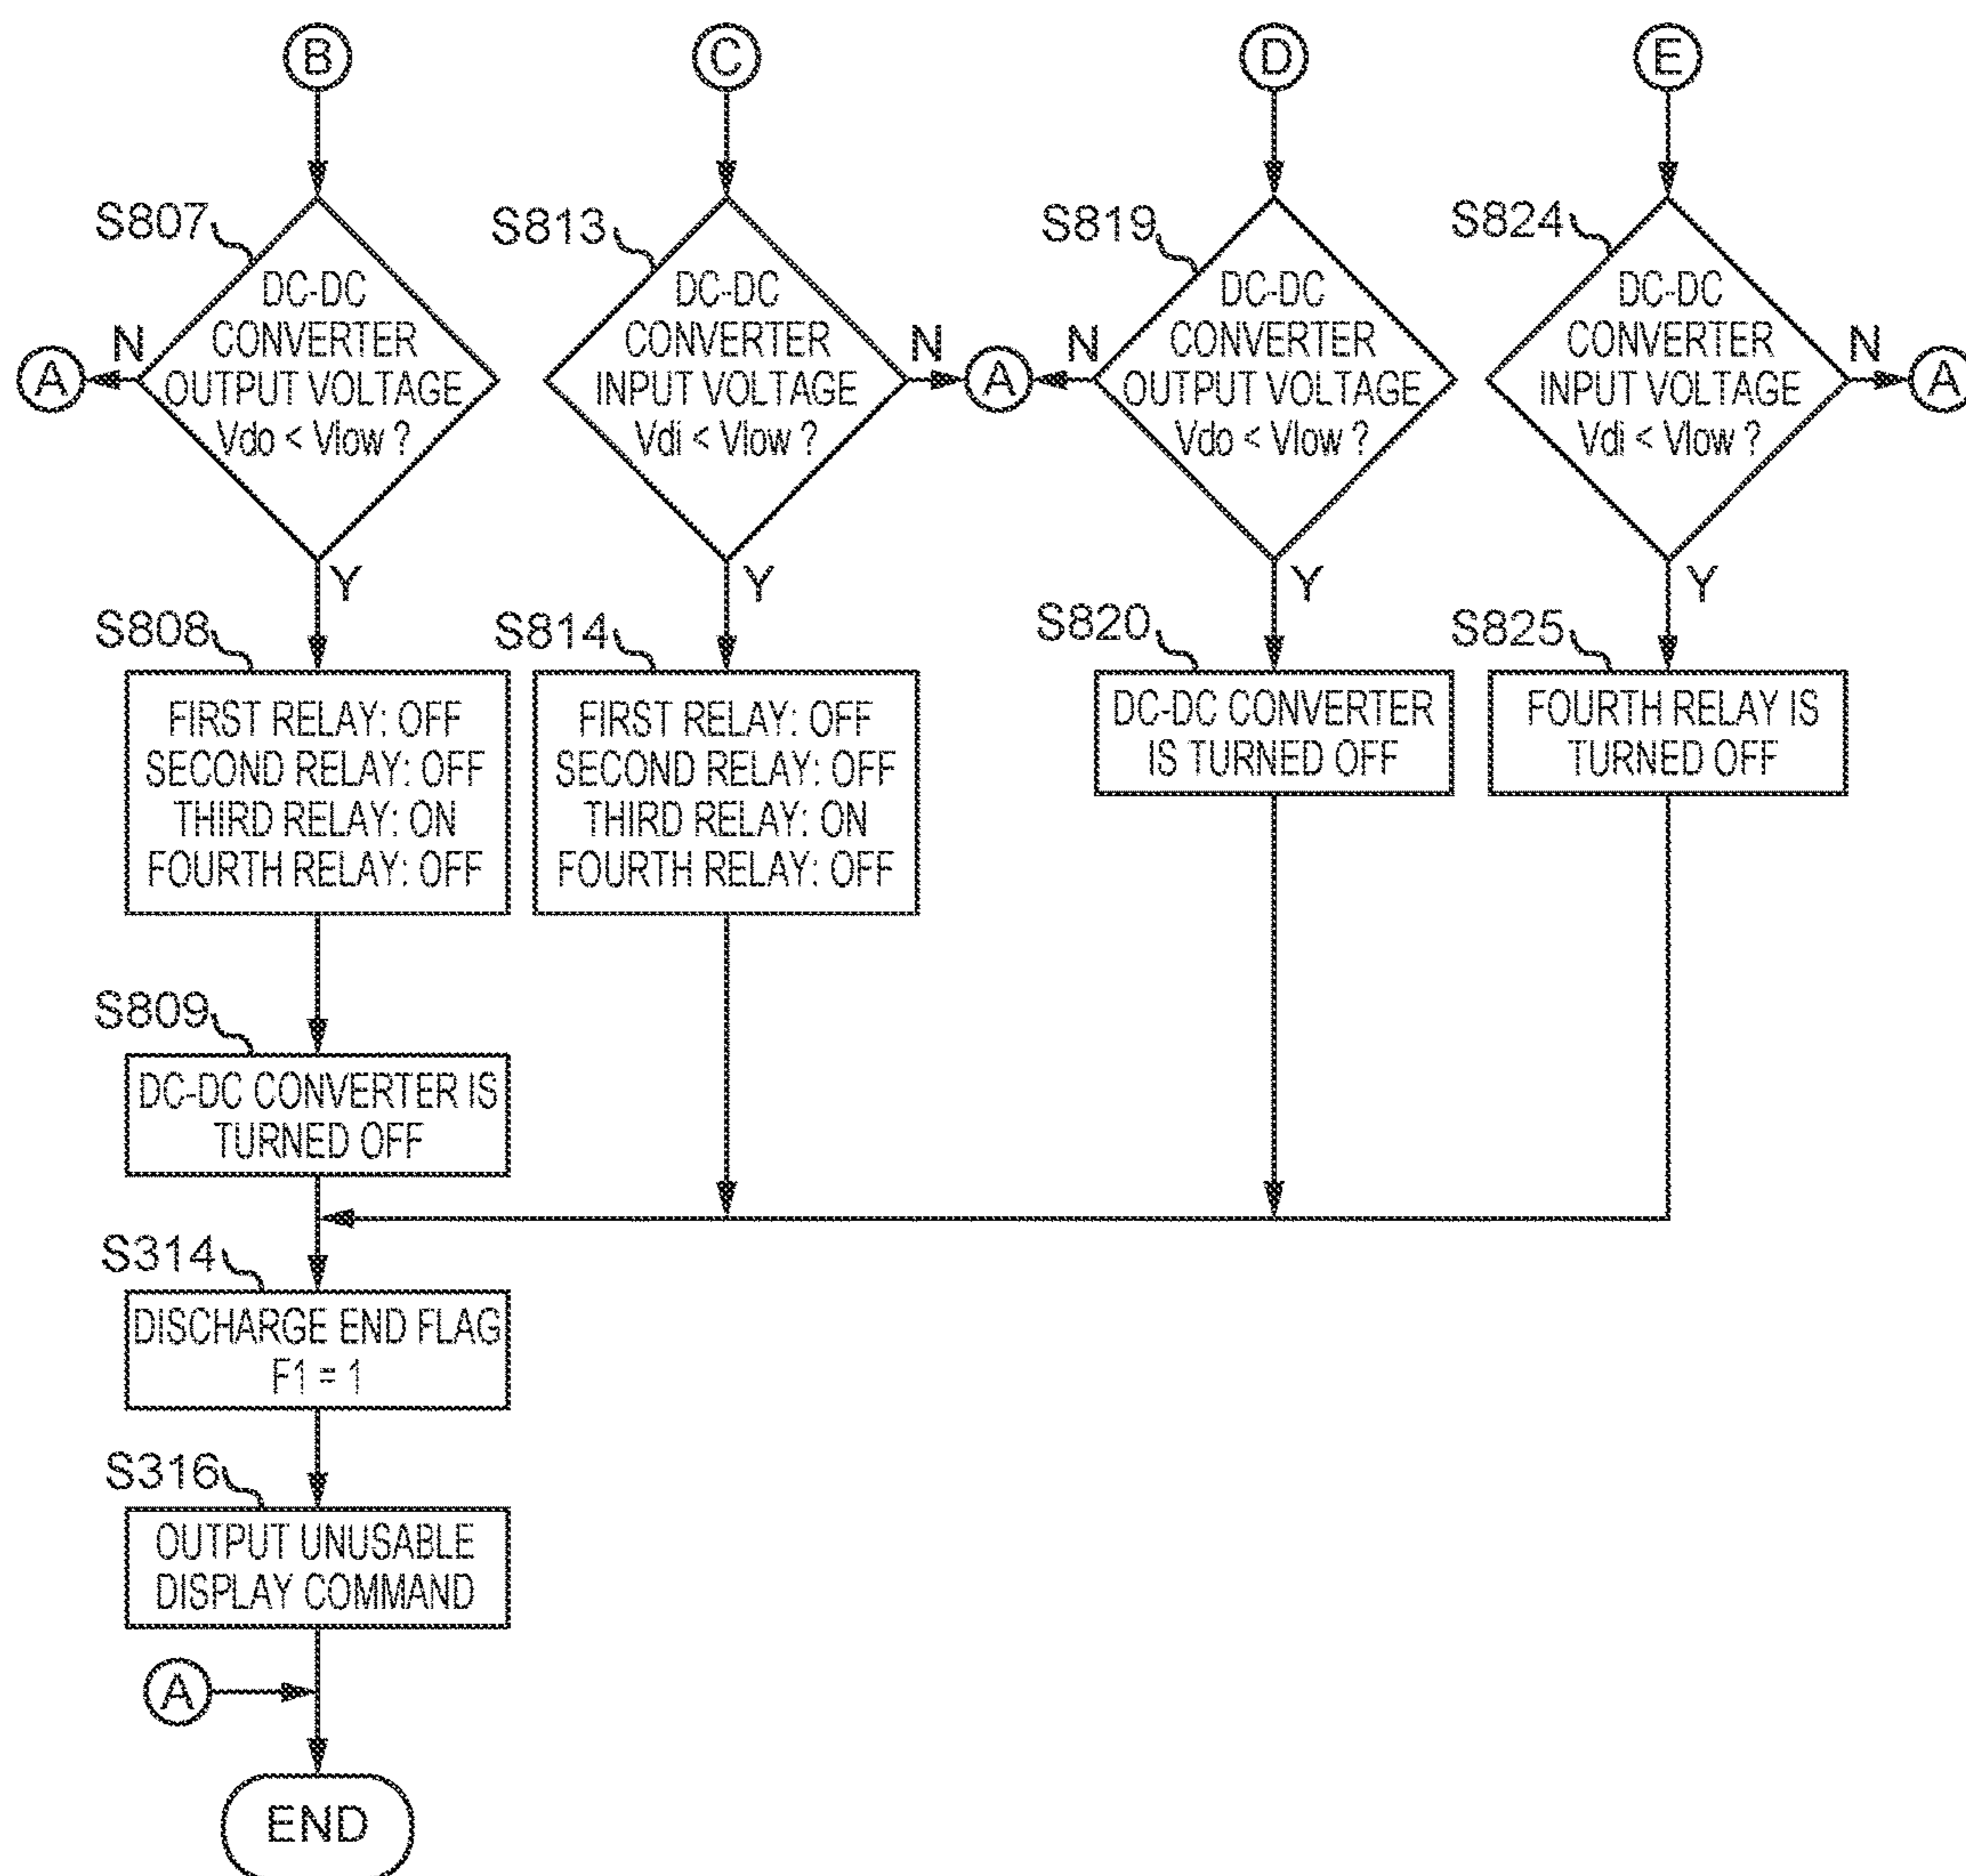 B
C
D
E
S807
S813
S819
S824
DC-DC
CONVERTER
OUTPUT VOLTAGE
Vdo < Vlow ?
DC-DC
CONVERTER
INPUT VOLTAGE
Vdi < Vlow ?
DC-DC
CONVERTER
OUTPUT VOLTAGE
Vdo < Vlow ?
DC-DC
CONVERTER
INPUT VOLTAGE
Vdi < Vlow ?
A
N
N
A
N
N
A
Y
Y
Y
Y
S808
FIRST RELAY: OFF
SECOND RELAY: OFF
THIRD RELAY: ON
FOURTH RELAY: OFF
S814
FIRST RELAY: OFF
SECOND RELAY: OFF
THIRD RELAY: ON
FOURTH RELAY: OFF
S820
DC-DC CONVERTER
IS TURNED OFF
S825
FOURTH RELAY IS
TURNED OFF
S809
DC-DC CONVERTER IS
TURNED OFF
S314
DISCHARGE END FLAG
F1 = 1
S316
OUTPUT UNUSABLE
DISPLAY COMMAND
A
END